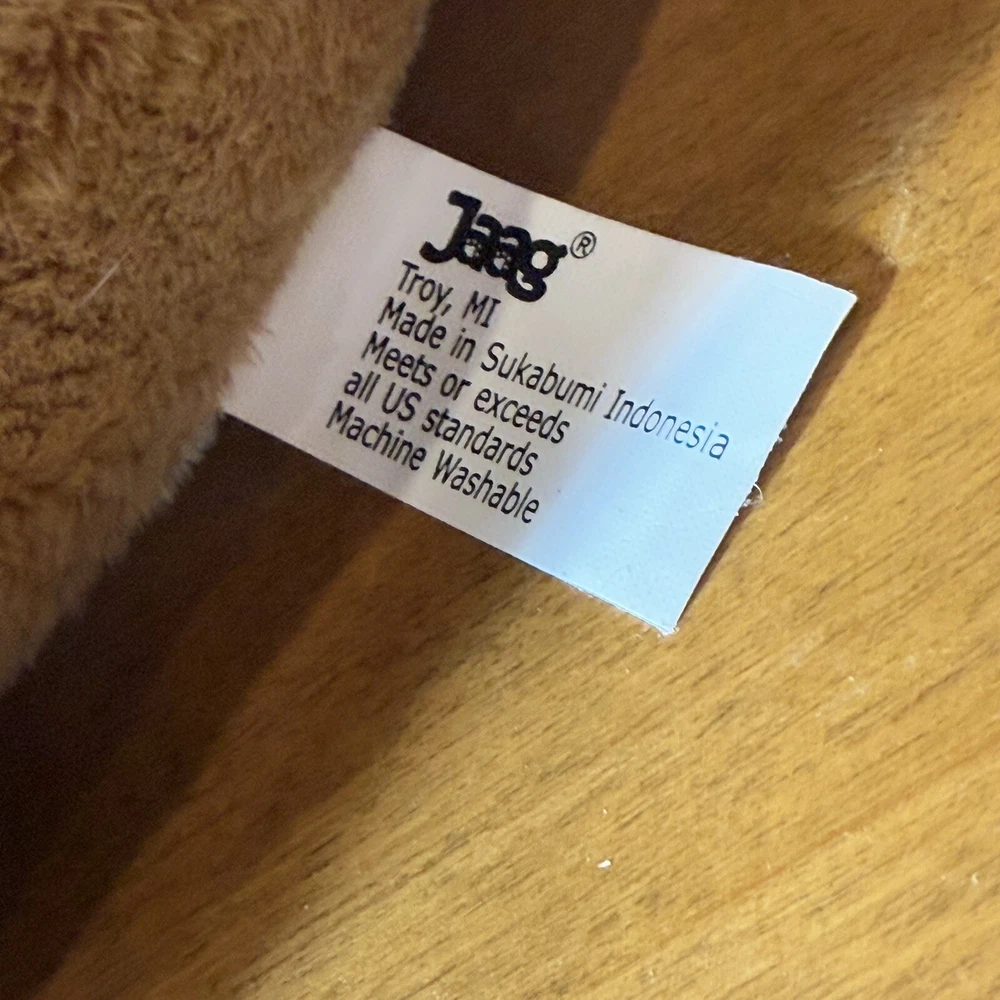 Jaag®
Troy, MI
Made in Sukabumi Indonesia
Meets or exceeds
all US standards
Machine Washable